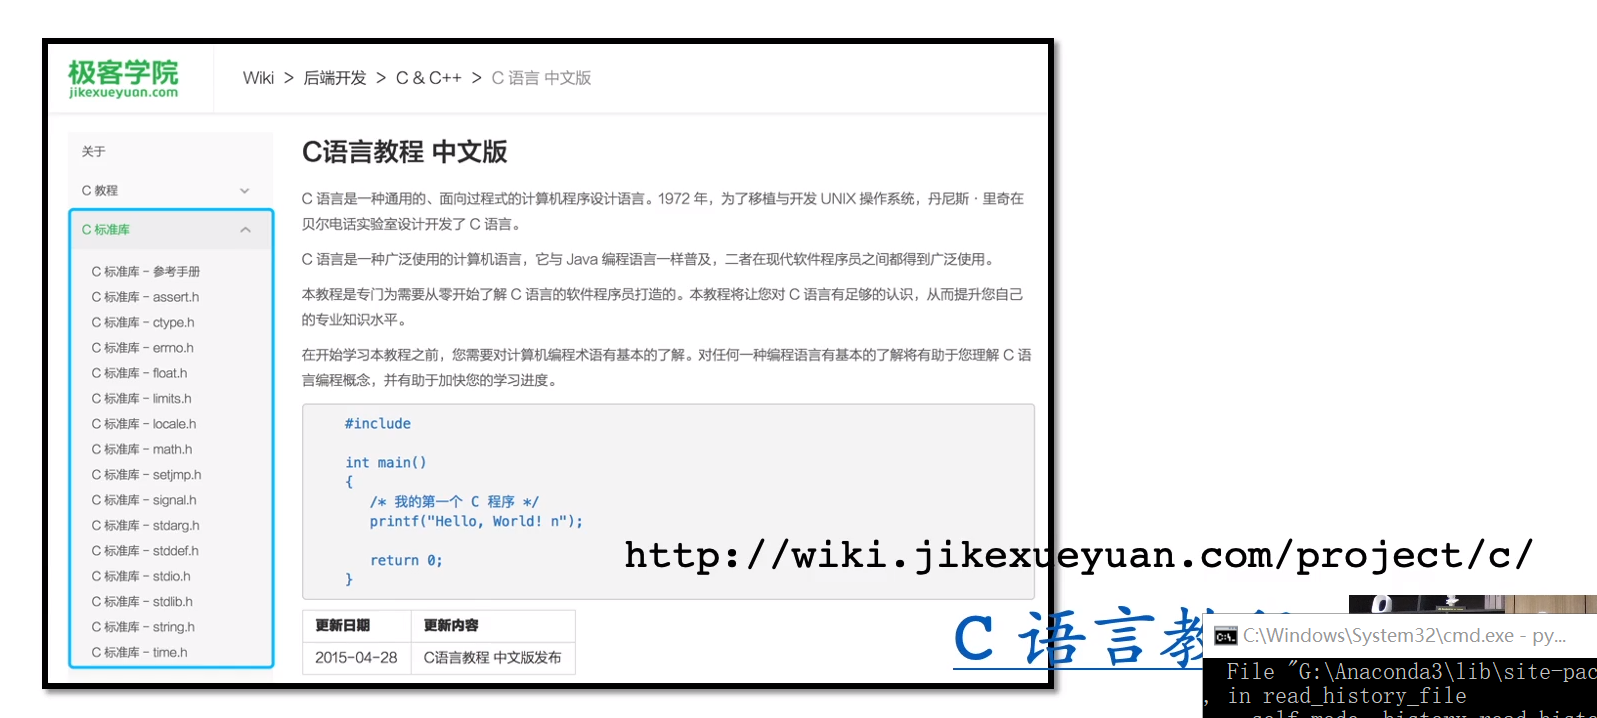 极客学院
jikexueyuan.com
Wiki > 后端开发 > C & C++ > C 语言 中文版
关于
C 教程
C 标准库
C 标准库 – 参考手册
C 标准库 – assert.h
C 标准库 – ctype.h
C 标准库 – errno.h
C 标准库 – float.h
C 标准库 – limits.h
C 标准库 – locale.h
C 标准库 – math.h
C 标准库 – setjmp.h
C 标准库 – signal.h
C 标准库 – stdarg.h
C 标准库 – stddef.h
C 标准库 – stdio.h
C 标准库 – stdlib.h
C 标准库 – string.h
C 标准库 – time.h
C语言教程 中文版
C 语言是一种通用的、面向过程式的计算机程序设计语言。1972 年，为了移植与开发 UNIX 操作系统，丹尼斯·里奇在
贝尔电话实验室设计开发了 C 语言。
C 语言是一种广泛使用的计算机语言，它与 Java 编程语言一样普及，二者在现代软件程序员之间都得到广泛使用。
本教程是专门为需要从零开始了解 C 语言的软件程序员打造的。本教程将让您对 C 语言有足够的认识，从而提升您自己
的专业知识水平。
在开始学习本教程之前，您需要对计算机编程术语有基本的了解。对任何一种编程语言有基本的了解将有助于您理解 C 语
言编程概念，并有助于加快您的学习进度。
#include
int main()
{
/* 我的第一个 C 程序 */
printf("Hello, World! n");
return 0;
}
更新日期 更新内容
2015-04-28 C语言教程 中文版发布
http://wiki.jikexueyuan.com/project/c/
C 语言教
C:\Windows\System32\cmd.exe - py...
File "G:\Anaconda3\lib\site-pac
, in read_history_file